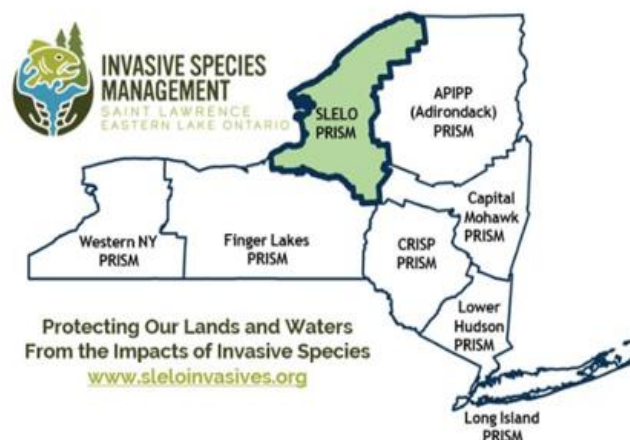 INVASIVE SPECIES
MANAGEMENT
SAINT LAWRENCE
EASTERN LAKE ONTARIO
SLELO
PRISM
APIPP
(Adirondack)
PRISM
Capital
Mohawk
PRISM
Western NY
PRISM
Finger Lakes
PRISM
CRISP
PRISM
Lower
Hudson
PRISM
Protecting Our Lands and Waters
From the Impacts of Invasive Species
www.sleloinvasives.org
Long Island
PRISM